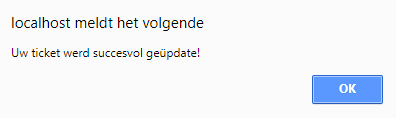 localhost meldt het volgende
Uw ticket werd succesvol geüpdate!
OK